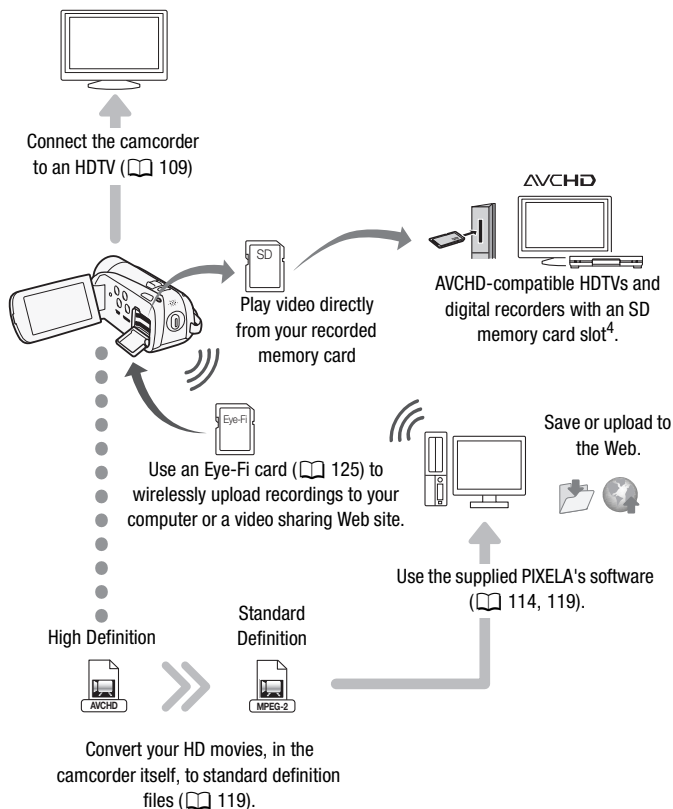 Connect the camcorder
to an HDTV ( 109)
AVCHD
SD
Play video directly
from your recorded
memory card
AVCHD-compatible HDTVs and
digital recorders with an SD
memory card slot4.
Eye-Fi
Use an Eye-Fi card ( 125) to
wirelessly upload recordings to your
computer or a video sharing Web site.
Save or upload to
the Web.
Use the supplied PIXELA's software
( 114, 119).
High Definition
Standard
Definition
AVCHD
MPEG-2
Convert your HD movies, in the
camcorder itself, to standard definition
files ( 119).